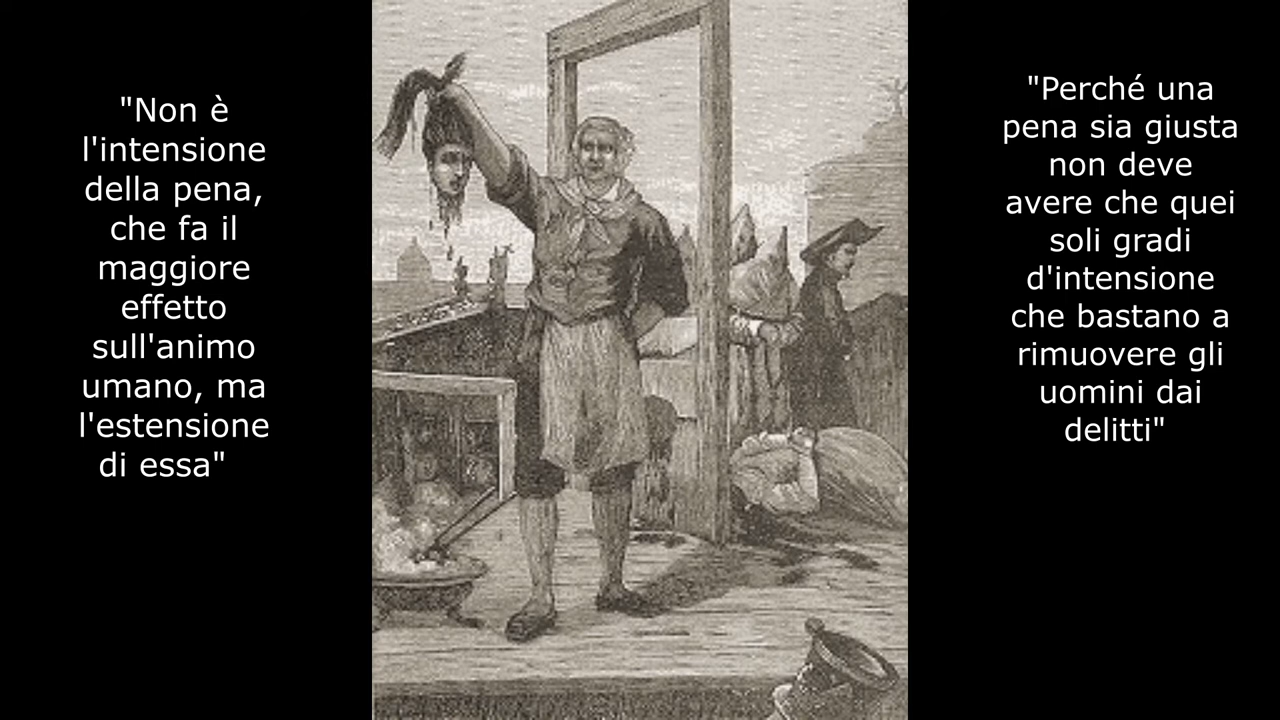 "Non è
l'intensione
della pena,
che fa il
maggiore
effetto
sull'animo
umano, ma
l'estensione
di essa"
"Perché una
pena sia giusta
non deve
avere che quei
soli gradi
d'intensione
che bastano a
rimuovere gli
uomini dai
delitti"